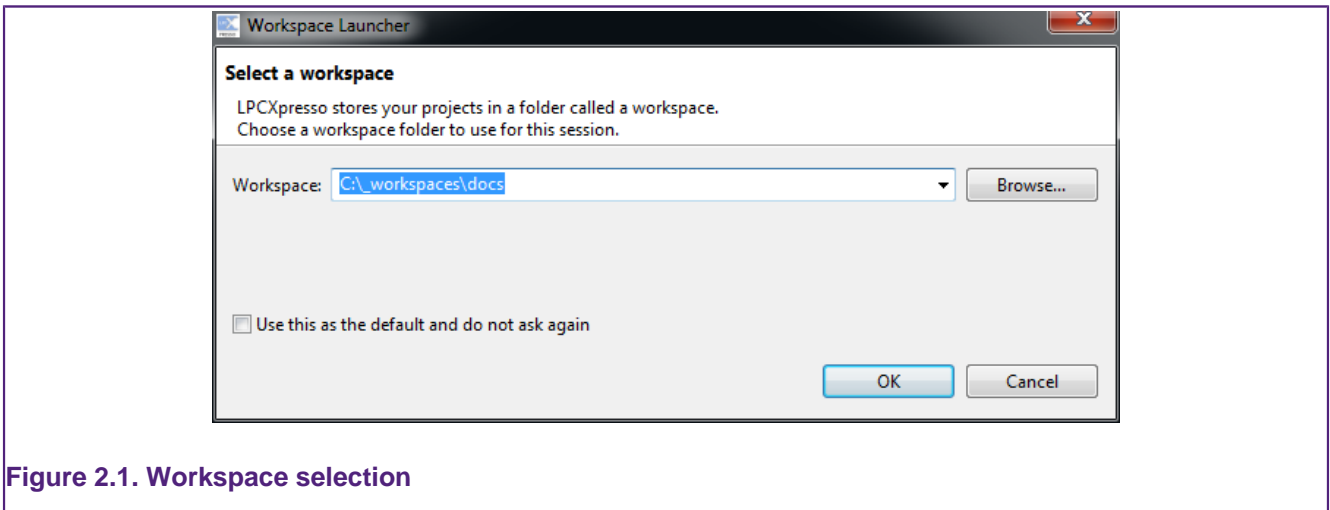 Workspace Launcher
Select a workspace
LPCXpresso stores your projects in a folder called a workspace.
Choose a workspace folder to use for this session.
Workspace: C:\_workspaces\docs Browse...
Use this as the default and do not ask again
OK Cancel
Figure 2.1. Workspace selection